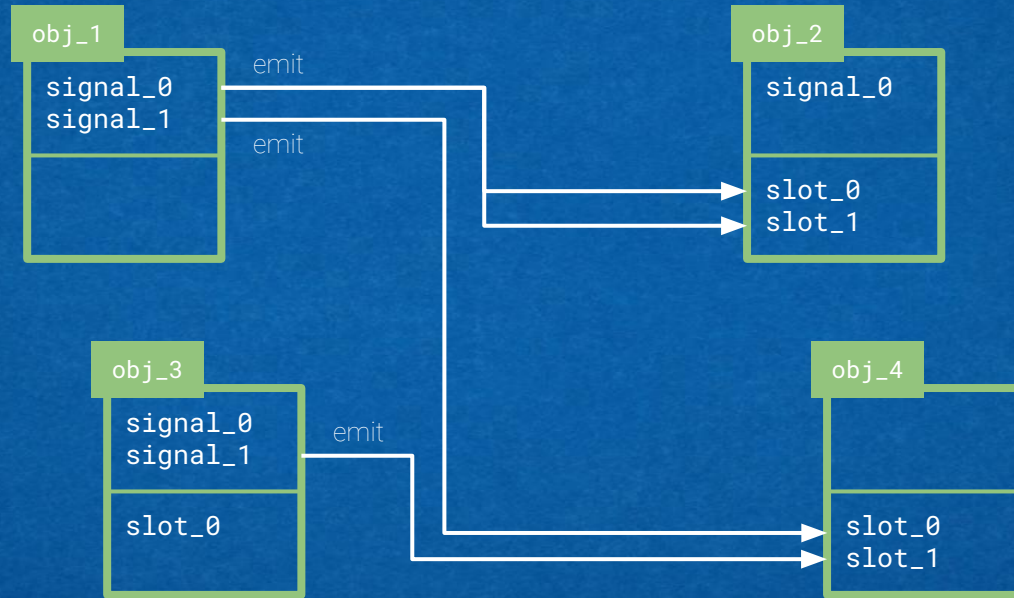 obj_1
signal_0
signal_1
emit
emit
obj_2
signal_0
slot_0
slot_1
obj_3
signal_0
signal_1
slot_0
emit
obj_4
slot_0
slot_1